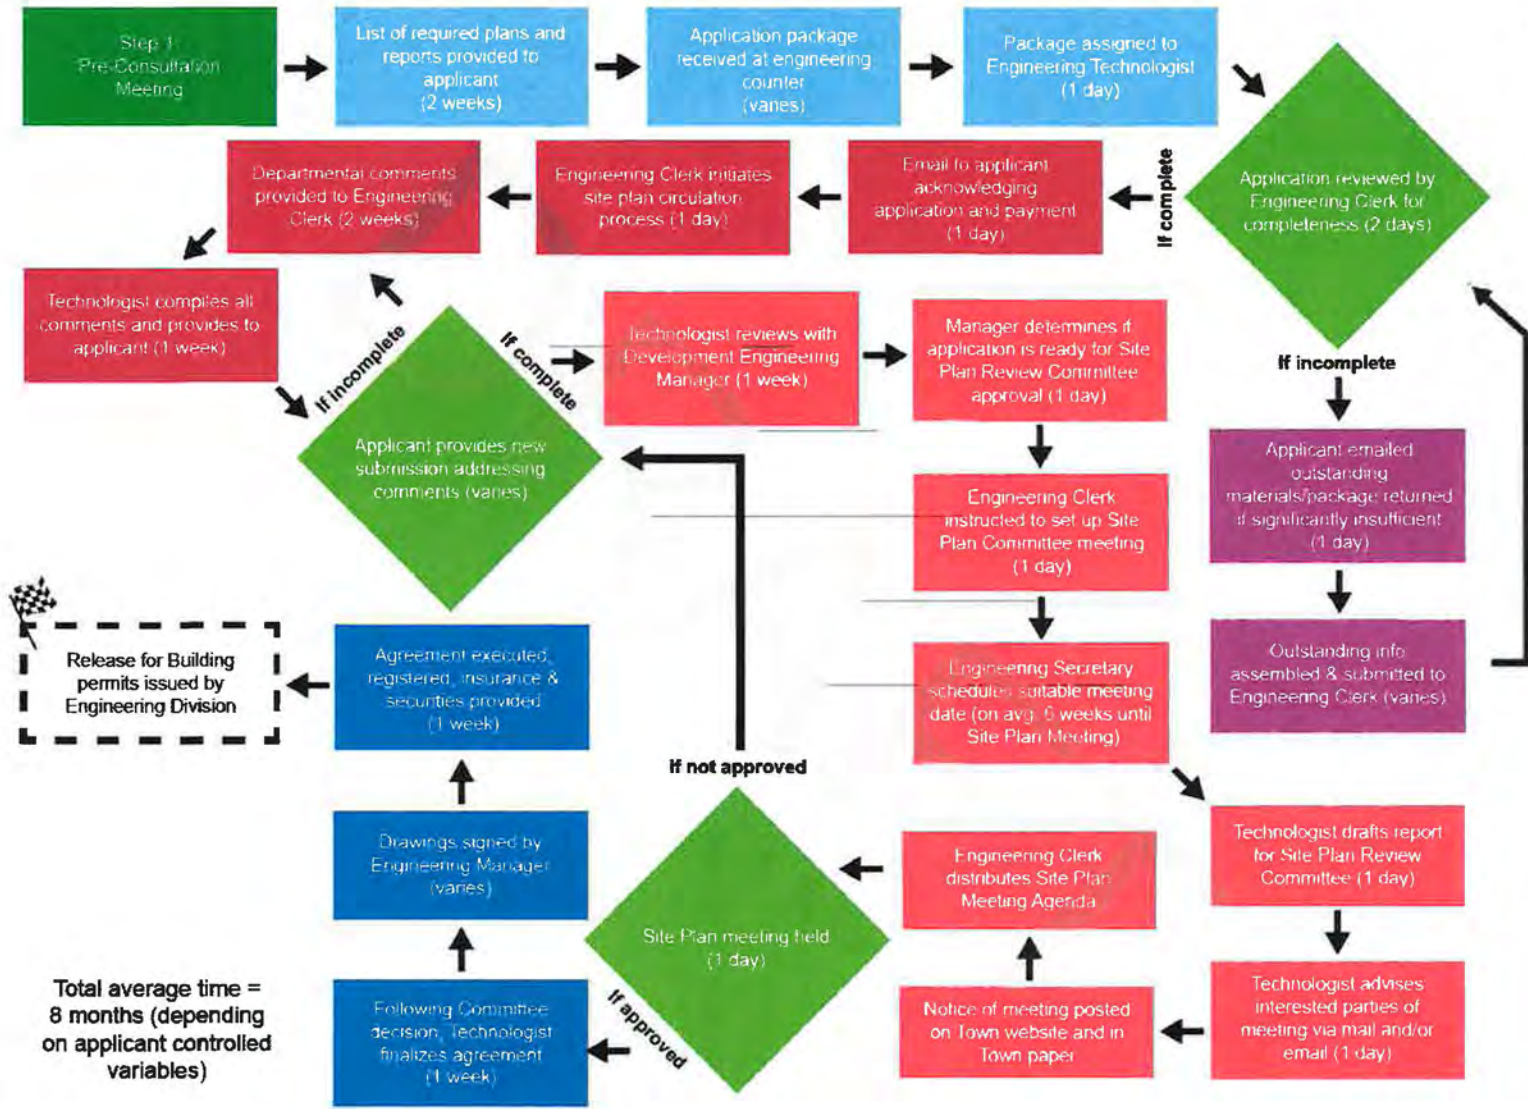 Step 1
Pre-Consultation
Meeting
List of required plans and
reports provided to
applicant
(2 weeks)
Application package
received at engineering
counter
(varies)
Package assigned to
Engineering Technologist
(1 day)
Application reviewed by
Engineering Clerk for
completeness (2 days)
If complete
Email to applicant
acknowledging
application and payment
(1 day)
Engineering Clerk initiates
site plan circulation
process (1 day)
Departmental comments
provided to Engineering
Clerk (2 weeks)
Technologist compiles all
comments and provides to
applicant (1 week)
If incomplete
If complete
Applicant provides new
submission addressing
comments (varies)
Technologist reviews with
Development Engineering
Manager (1 week)
Manager determines if
application is ready for Site
Plan Review Committee
approval (1 day)
If incomplete
Applicant emailed
outstanding
materials/package returned
if significantly insufficient
(1 day)
Outstanding info
assembled & submitted to
Engineering Clerk (varies)
Engineering Clerk
instructed to set up Site
Plan Committee meeting
(1 day)
Engineering Secretary
schedules suitable meeting
date (on avg. 6 weeks until
Site Plan Meeting)
Technologist drafts report
for Site Plan Review
Committee (1 day)
Technologist advises
interested parties of
meeting via mail and/or
email (1 day)
Notice of meeting posted
on Town website and in
Town paper
Engineering Clerk
distributes Site Plan
Meeting Agenda
Site Plan meeting held
(1 day)
If not approved
If approved
Following Committee
decision, Technologist
finalizes agreement
(1 week)
Drawings signed by
Engineering Manager
(varies)
Agreement executed,
registered, insurance &
securities provided
(1 week)
Release for Building
permits issued by
Engineering Division
Total average time =
8 months (depending
on applicant controlled
variables)